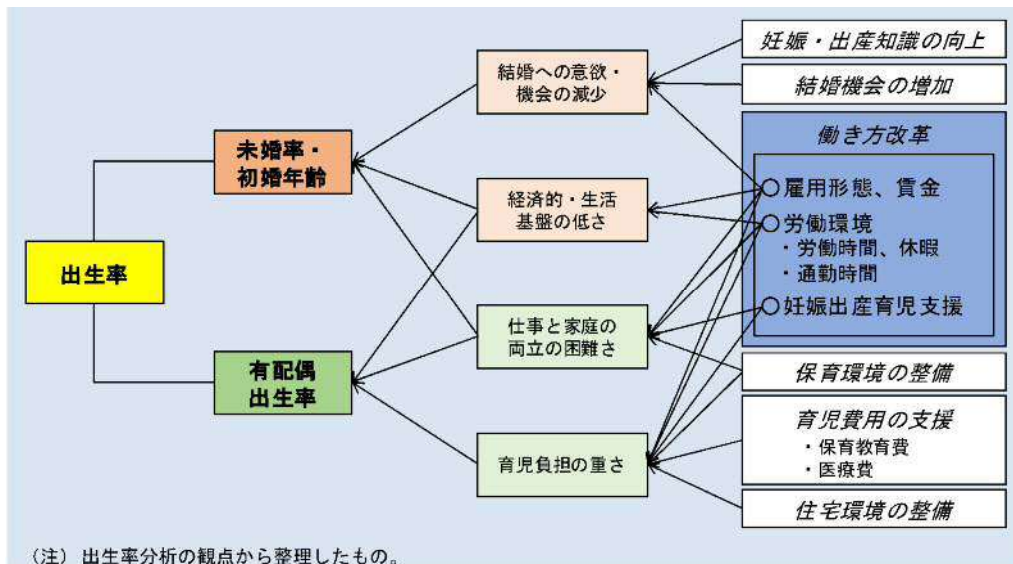 出生率
未婚率・
初婚年齢
有配偶
出生率
結婚への意欲・
機会の減少
経済的・生活
基盤の低さ
仕事と家庭の
両立の困難さ
育児負担の重さ
妊娠・出産知識の向上
結婚機会の増加
働き方改革
○雇用形態、賃金
○労働環境
・労働時間、休暇
・通勤時間
○妊娠出産育児支援
保育環境の整備
育児費用の支援
・保育教育費
・医療費
住宅環境の整備
（注） 出生率分析の観点から整理したもの。